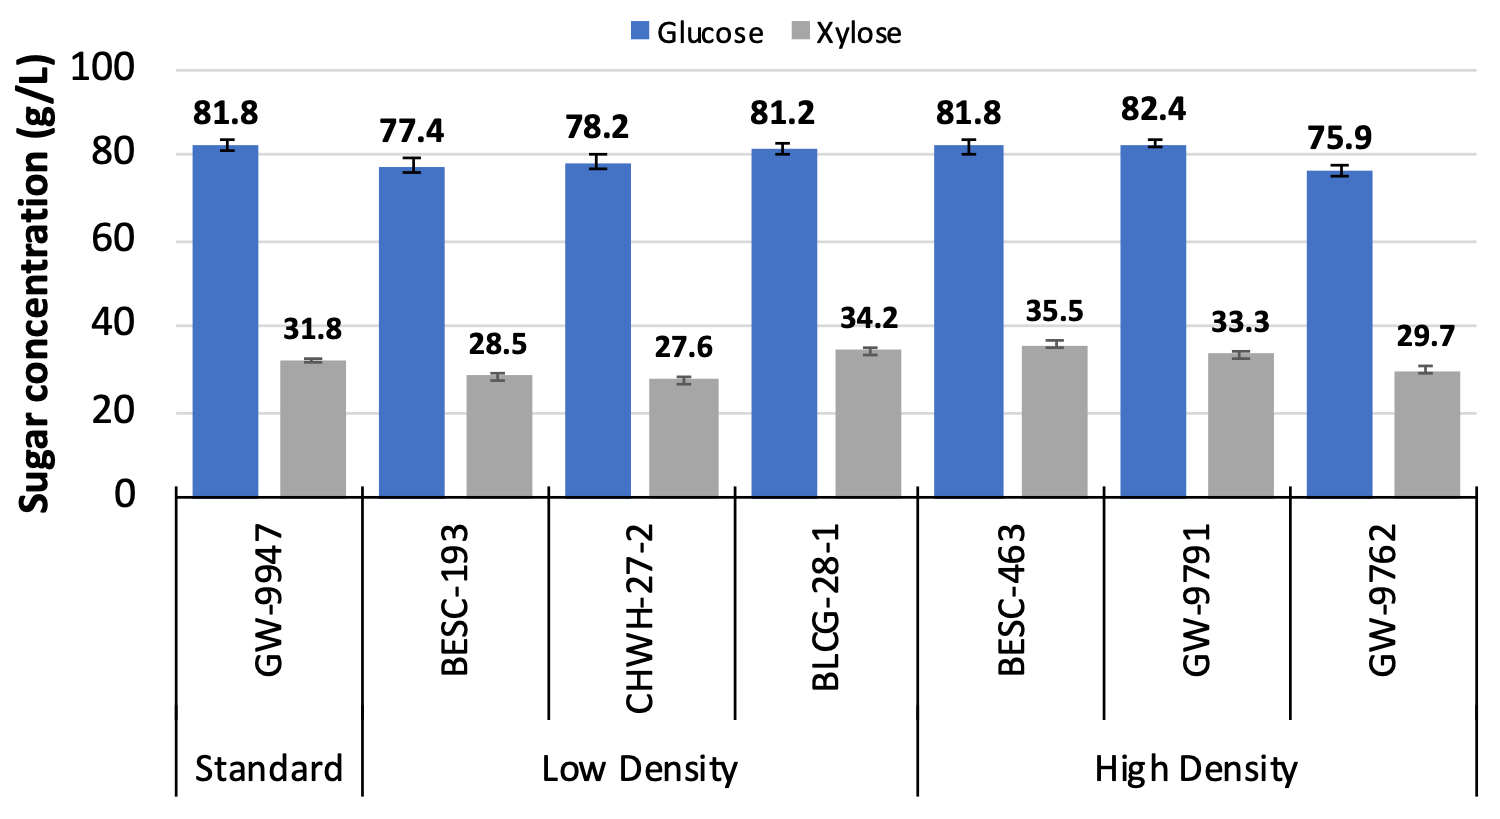 Glucose Xylose
Sugar concentration (g/L)
100
80
60
40
20
0
81.8 77.4 78.2 81.2 81.8 82.4 75.9
31.8 28.5 27.6 34.2 35.5 33.3 29.7
GW-9947
BESC-193
CHWH-27-2
BLCG-28-1
BESC-463
GW-9791
GW-9762
Standard Low Density High Density